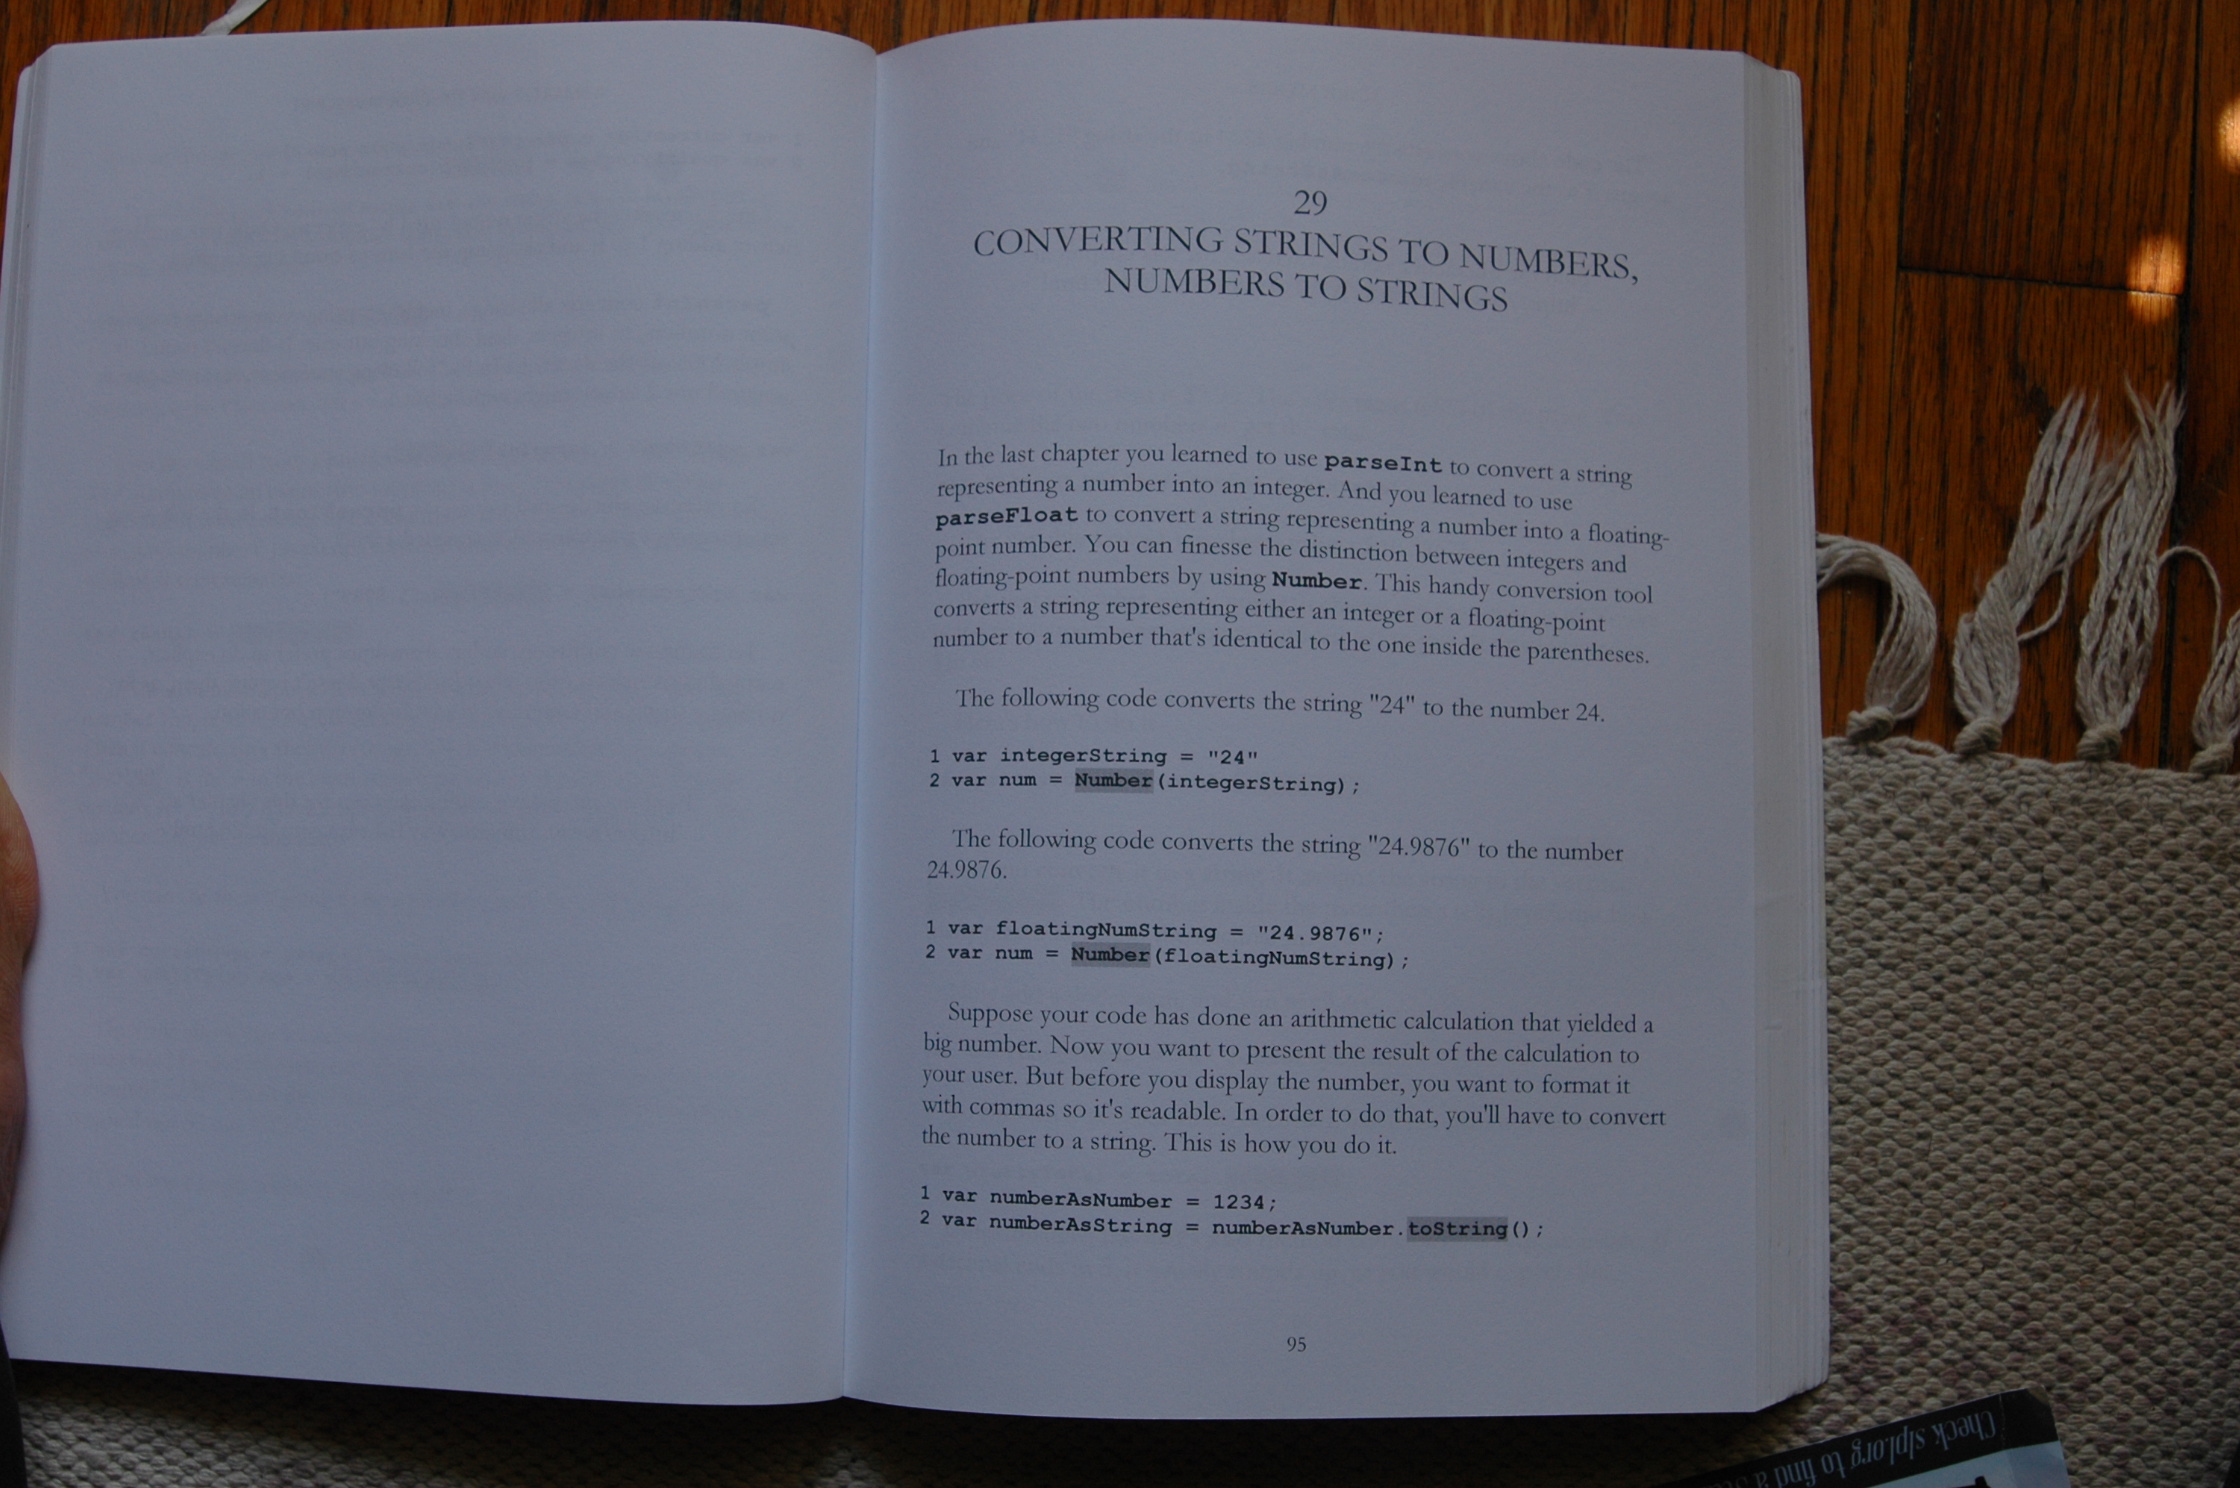 29
CONVERTING STRINGS TO NUMBERS,
NUMBERS TO STRINGS
In the last chapter you learned to use parseInt to convert a string
representing a number into an integer. And you learned to use
parseFloat to convert a string representing a number into a floating-
point number. You can finesse the distinction between integers and
floating-point numbers by using Number. This handy conversion tool
converts a string representing either an integer or a floating-point
number to a number that's identical to the one inside the parentheses.
The following code converts the string "24" to the number 24.
1 var integerString = "24"
2 var num = Number(integerString);
The following code converts the string "24.9876" to the number
24.9876.
1 var floatingNumString = "24.9876";
2 var num = Number(floatingNumString);
Suppose your code has done an arithmetic calculation that yielded a
big number. Now you want to present the result of the calculation to
your user. But before you display the number, you want to format it
with commas so it's readable. In order to do that, you'll have to convert
the number to a string. This is how you do it.
1 var numberAsNumber = 1234;
2 var numberAsString = numberAsNumber.toString();
95
Check slpl.org to find a